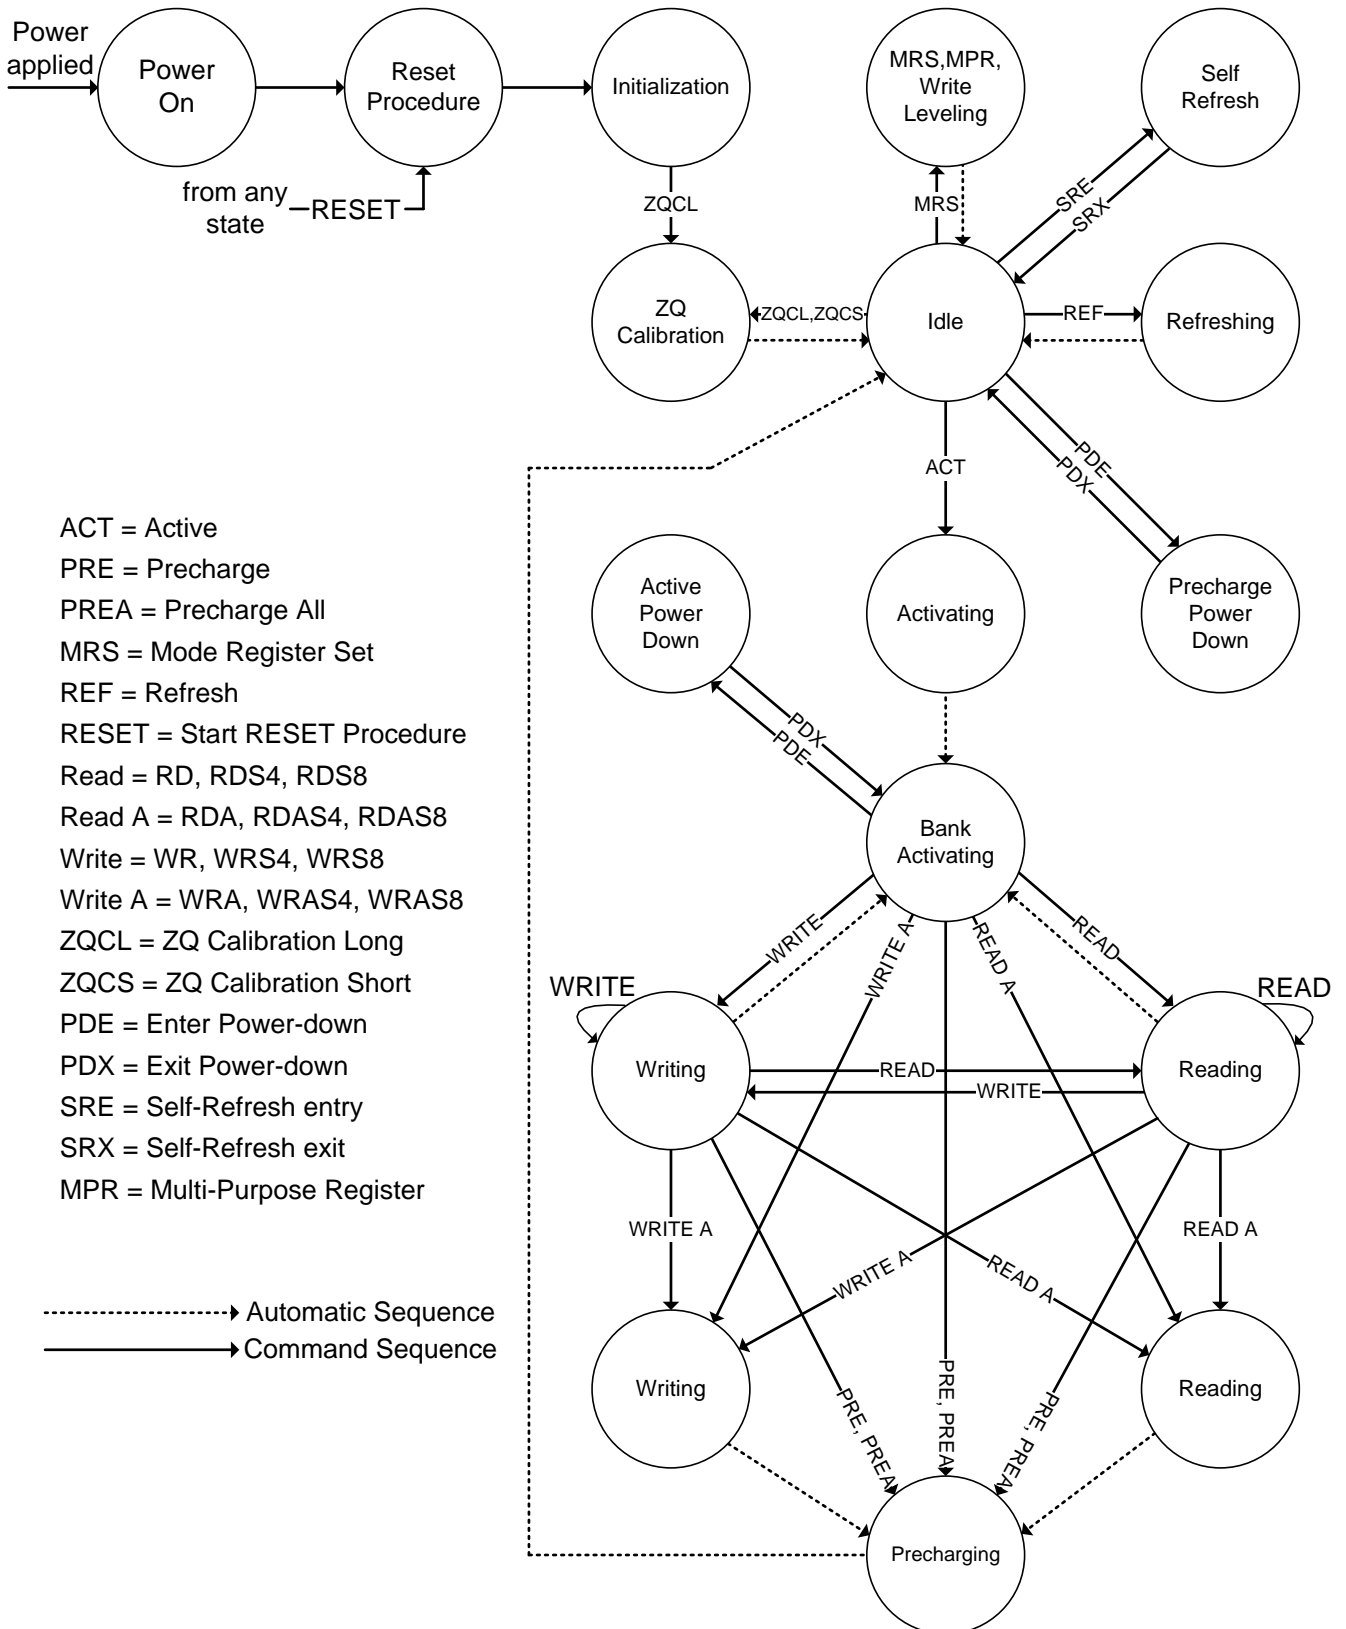 Power
applied
Power
On
Reset
Procedure
Initialization
MRS,MPR,
Write
Leveling
Self
Refresh
from any
state
RESET
ZQCL
MRS
SRE
SRX
ZQ
Calibration
ZQCL,ZQCS
Idle
REF
Refreshing
ACT
PDE
PDX
ACT = Active
PRE = Precharge
PREA = Precharge All
MRS = Mode Register Set
REF = Refresh
RESET = Start RESET Procedure
Read = RD, RDS4, RDS8
Read A = RDA, RDAS4, RDAS8
Write = WR, WRS4, WRS8
Write A = WRA, WRAS4, WRAS8
ZQCL = ZQ Calibration Long
ZQCS = ZQ Calibration Short
PDE = Enter Power-down
PDX = Exit Power-down
SRE = Self-Refresh entry
SRX = Self-Refresh exit
MPR = Multi-Purpose Register
Automatic Sequence
Command Sequence
Active
Power
Down
Activating
Precharge
Power
Down
PDX
PDE
Bank
Activating
WRITE
WRITE A
READ A
READ
WRITE
READ
Writing
READ
WRITE
Reading
WRITE A
WRITE A
READ A
READ A
Writing
PRE, PREA
PRE, PREA
PRE, PREA
Reading
Precharging